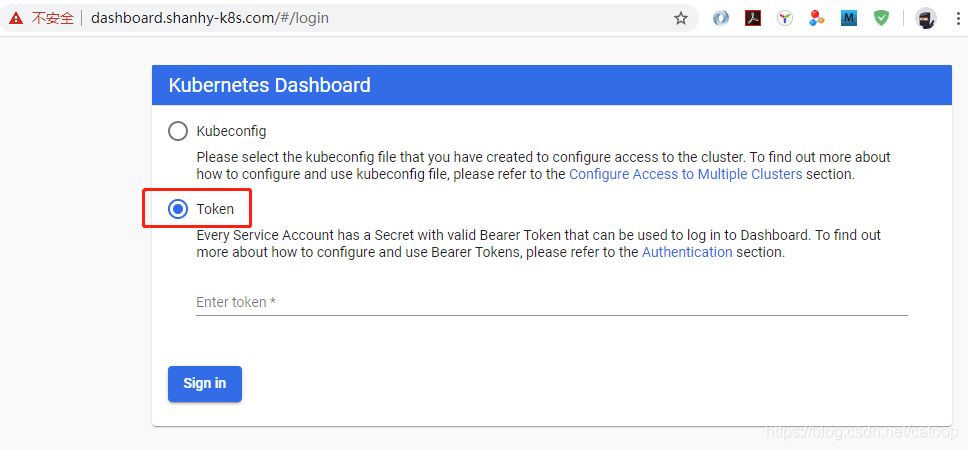 不安全 dashboard.shanhy-k8s.com/#/login
Kubernetes Dashboard
Kubeconfig
Please select the kubeconfig file that you have created to configure access to the cluster. To find out more about
how to configure and use kubeconfig file, please refer to the Configure Access to Multiple Clusters section.
Token
Every Service Account has a Secret with valid Bearer Token that can be used to log in to Dashboard. To find out
more about how to configure and use Bearer Tokens, please refer to the Authentication section.
Enter token *
Sign in
https://blog.csdn.net/catoop